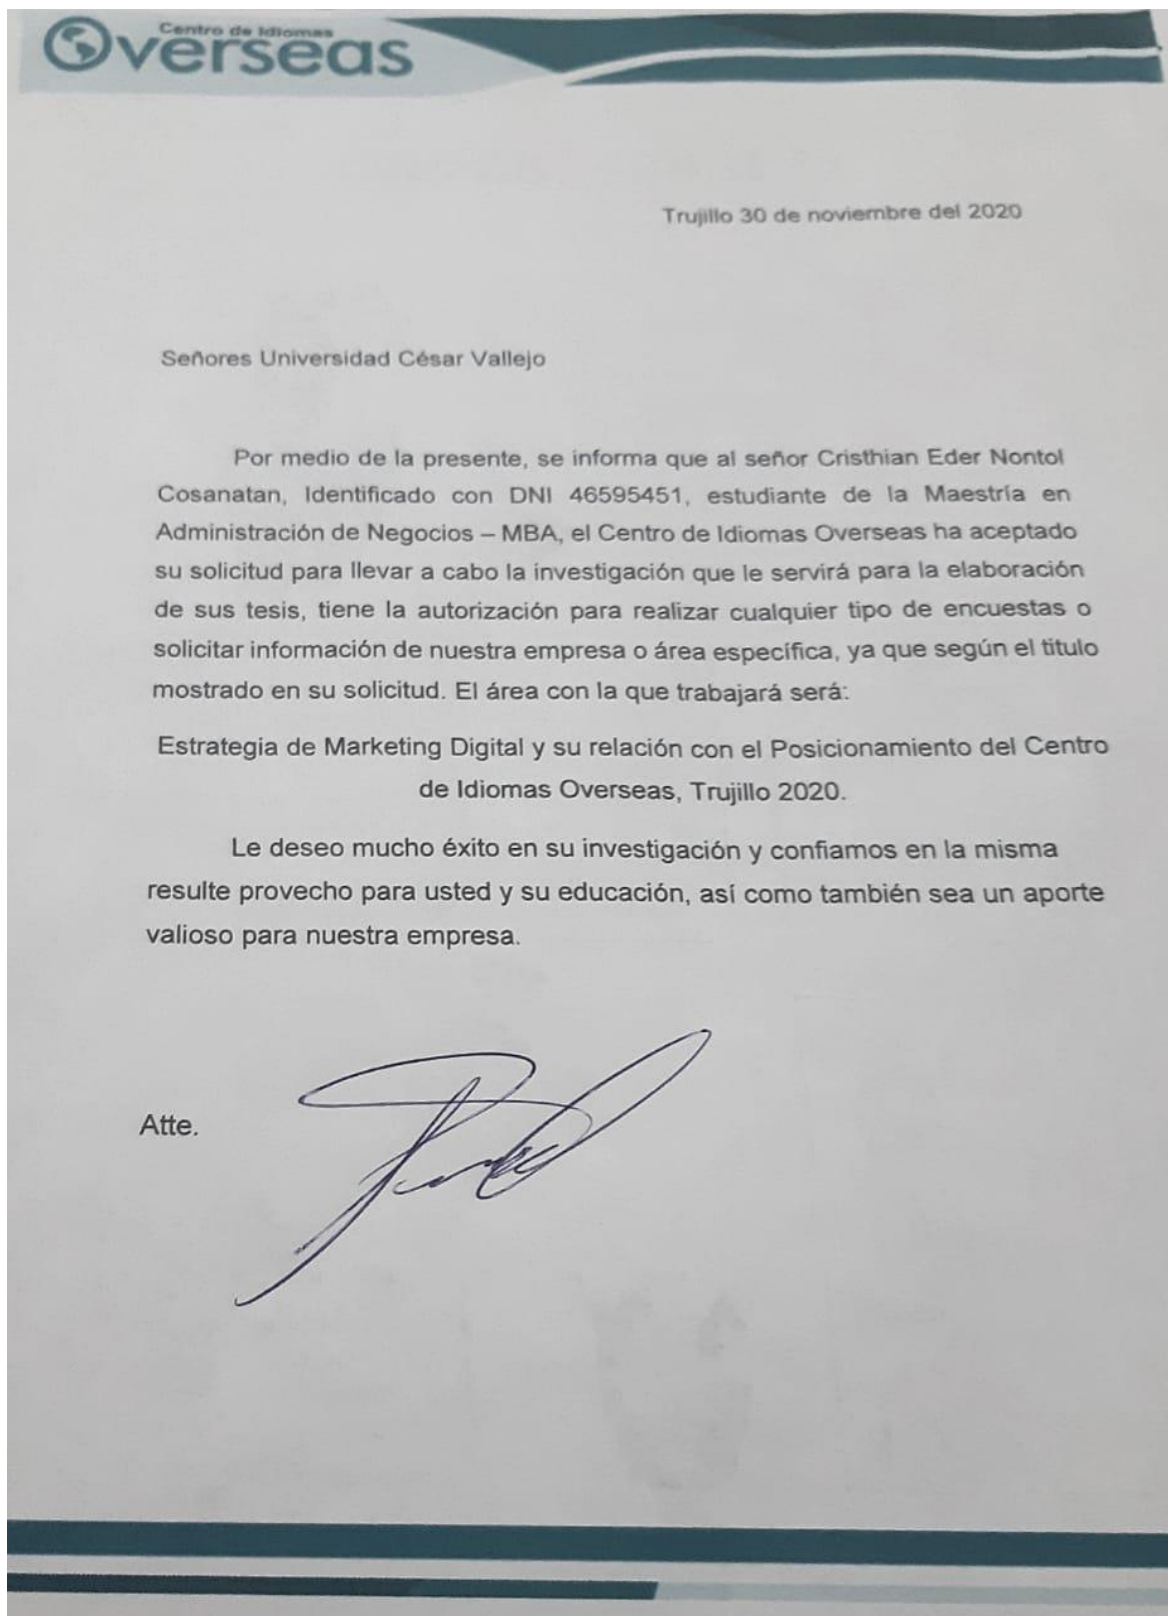 Centro de Idiomas
Overseas
Trujillo 30 de noviembre del 2020
Señores Universidad César Vallejo
Por medio de la presente, se informa que al señor Cristhian Eder Nontol
Cosanatan, Identificado con DNI 46595451, estudiante de la Maestría en
Administración de Negocios – MBA, el Centro de Idiomas Overseas ha aceptado
su solicitud para llevar a cabo la investigación que le servirá para la elaboración
de sus tesis, tiene la autorización para realizar cualquier tipo de encuestas o
solicitar información de nuestra empresa o área específica, ya que según el titulo
mostrado en su solicitud. El área con la que trabajará será:
Estrategia de Marketing Digital y su relación con el Posicionamiento del Centro
de Idiomas Overseas, Trujillo 2020.
Le deseo mucho éxito en su investigación y confiamos en la misma
resulte provecho para usted y su educación, así como también sea un aporte
valioso para nuestra empresa.
Atte.